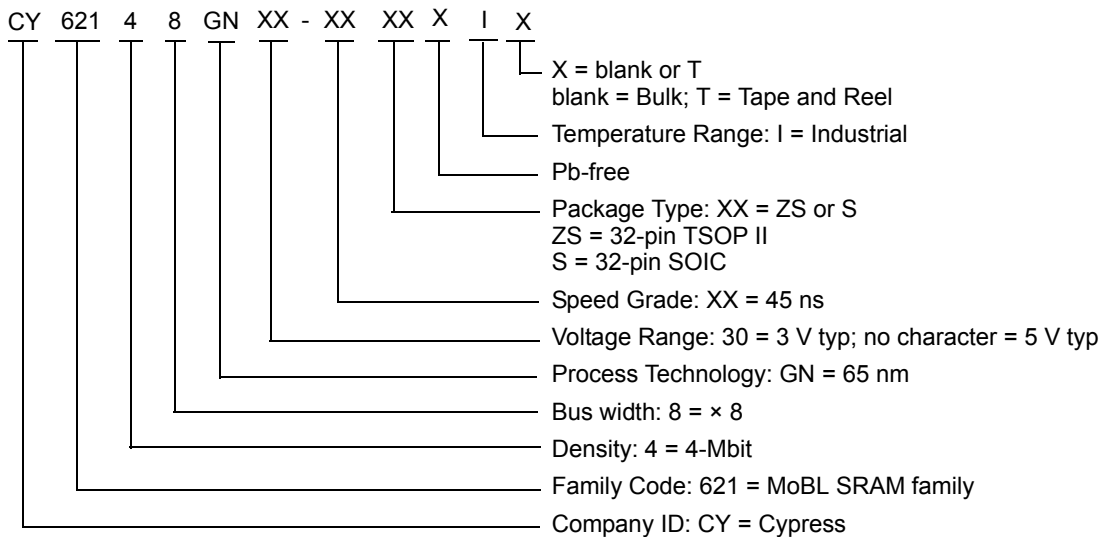 CY 621 4 8 GN XX - XX XX X I X
X = blank or T
blank = Bulk; T = Tape and Reel
Temperature Range: I = Industrial
Pb-free
Package Type: XX = ZS or S
ZS = 32-pin TSOP II
S = 32-pin SOIC
Speed Grade: XX = 45 ns
Voltage Range: 30 = 3 V typ; no character = 5 V typ
Process Technology: GN = 65 nm
Bus width: 8 = × 8
Density: 4 = 4-Mbit
Family Code: 621 = MoBL SRAM family
Company ID: CY = Cypress